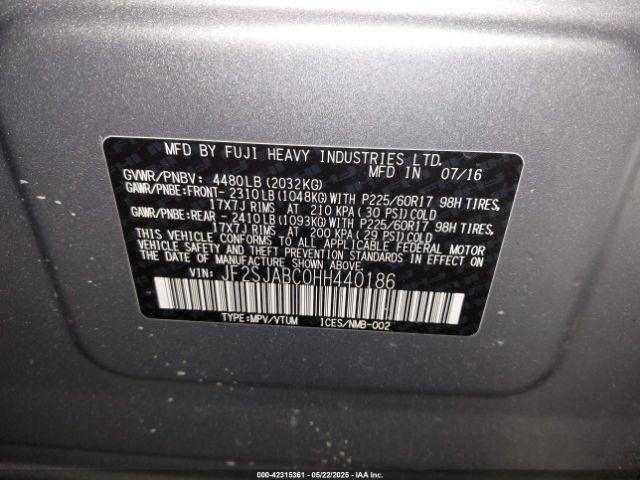 MFD BY FUJI HEAVY INDUSTRIES LTD.
MFD IN 07/16
GVWR/PNBV: 4480LB(2032KG)
GAWR/PNBE:FRONT- 2310LB(1048KG)WITH P225/60R17 98H TIRES,
17X7J RIMS AT 210 KPA(30 PSI)COLD
GAWR/PNBE:REAR - 2410LB(1093KG)WITH P225/60R17 98H TIRES,
17X7J RIMS AT 200 KPA(29 PSI)COLD
THIS VEHICLE CONFORMS TO ALL APPLICABLE FEDERAL MOTOR
VEHICLE SAFETY AND THEFT PREVENTION STANDARDS IN EFFECT ON
THE DATE OF MANUFACTURE SHOWN ABOVE.
VIN: JF2SJABC0HH440186
TYPE:MPV/VTUM ICES/NMB-002
© 000-42315361 - 05/22/2025 - IAAI.COM